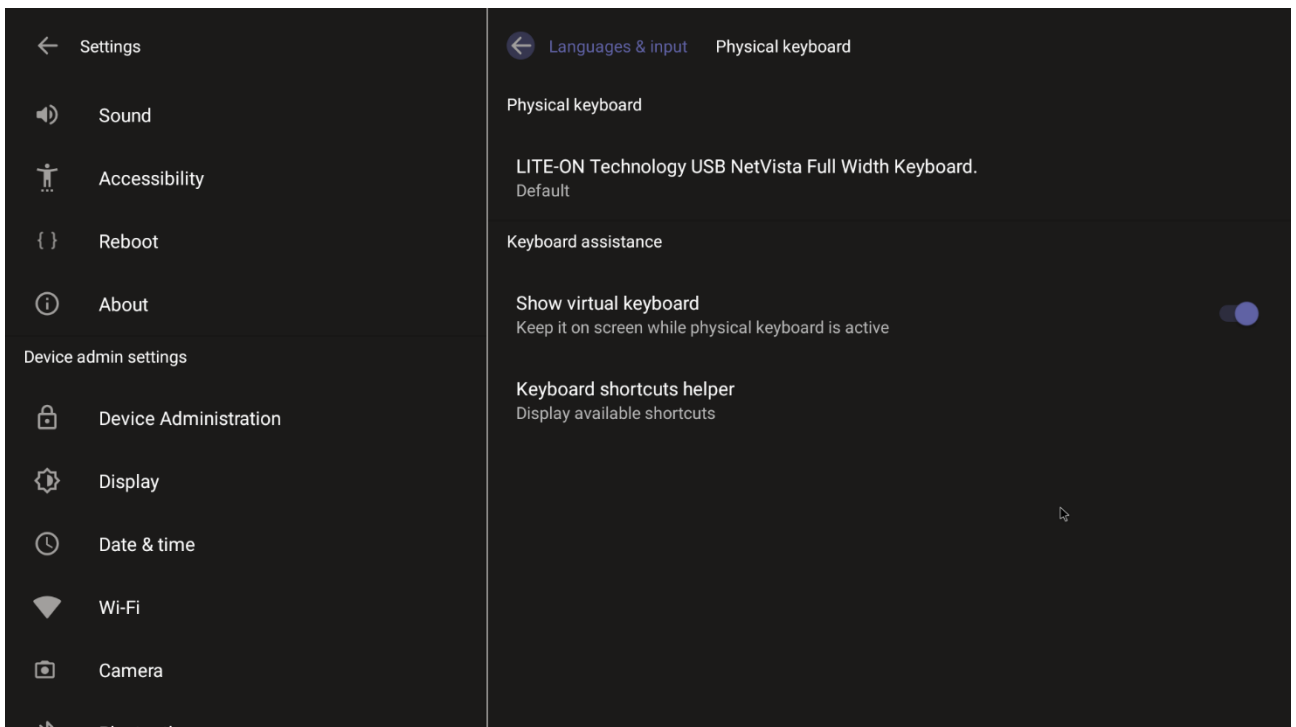 Settings
Sound
Accessibility
{ } Reboot
About
Device admin settings
Device Administration
Display
Date & time
Wi-Fi
Camera
Languages & input Physical keyboard
Physical keyboard
LITE-ON Technology USB NetVista Full Width Keyboard.
Default
Keyboard assistance
Show virtual keyboard
Keep it on screen while physical keyboard is active
Keyboard shortcuts helper
Display available shortcuts